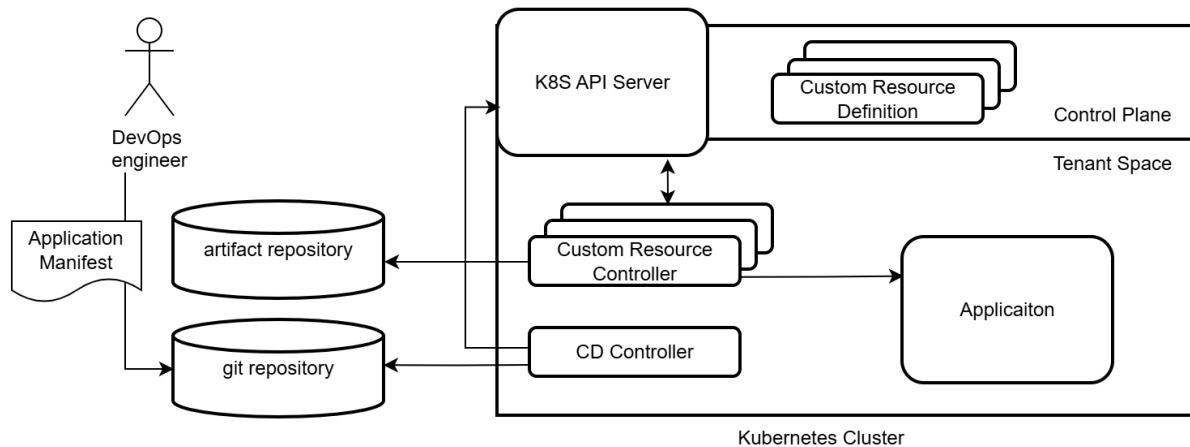 K8S API Server
Custom Resource
Definition
Control Plane
DevOps
engineer
Tenant Space
Application
Manifest
artifact repository
Custom Resource
Controller
Applicaiton
git repository
CD Controller
Kubernetes Cluster